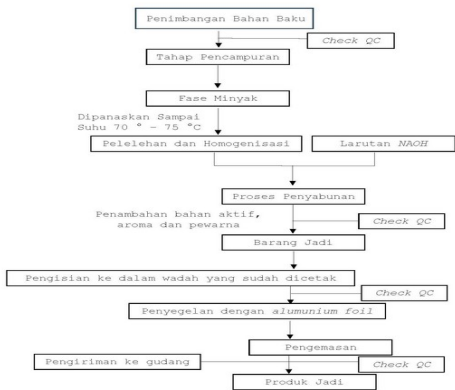 Penimbangan Bahan Baku
Check QC
Tahap Pencampuran
Fase Minyak
Dipanaskan Sampai
Suhu 70 ° – 75 °C
Pelelehan dan Homogenisasi
Larutan NAOH
Proses Penyabunan
Penambahan bahan aktif,
aroma dan pewarna
Check QC
Barang Jadi
Pengisian ke dalam wadah yang sudah dicetak
Check QC
Penyegelan dengan alumunium foil
Pengemasan
Pengiriman ke gudang
Check QC
Produk Jadi